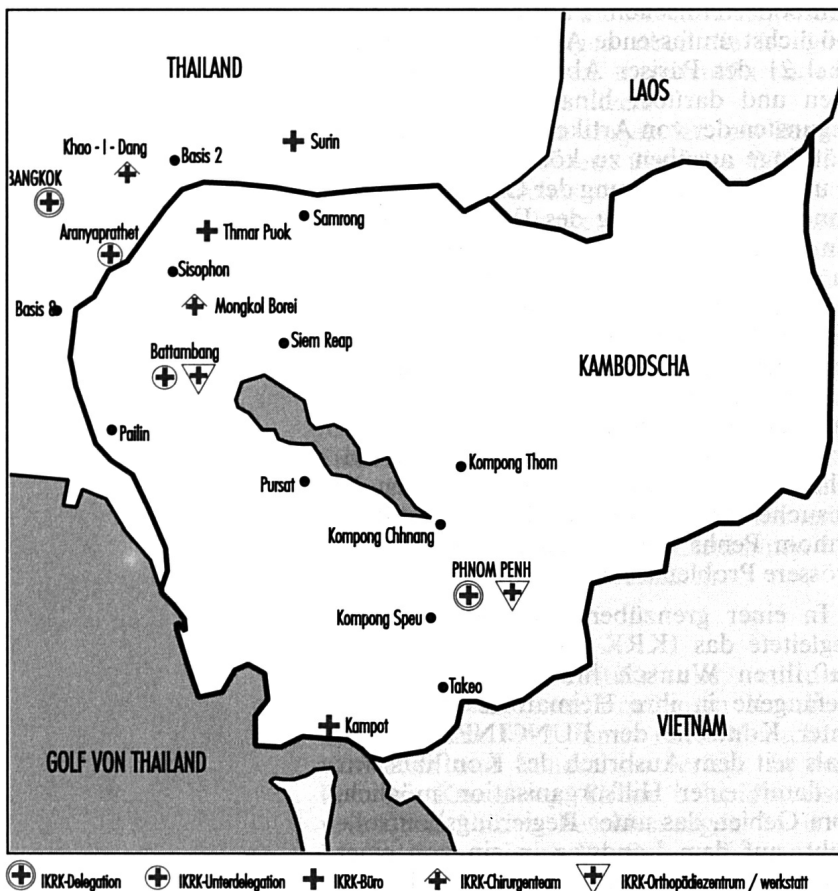 THAILAND
LAOS
Khao - I - Dang
Basis 2
Surin
BANGKOK
Samrong
Thmar Puok
Aranyaprathet
Sisophon
Basis 8
Mongkol Borei
Siem Reap
Battambang
KAMBODSCHA
Pailin
Kompong Thom
Pursat
Kompong Chhnang
PHNOM PENH
Kompong Speu
Takeo
Kampot
VIETNAM
GOLF VON THAILAND
IKRK-Delegation IKRK-Unterdelegation IKRK-Büro IKRK-Chirurgenteam IKRK-Orthopädiezentrum / werkstatt